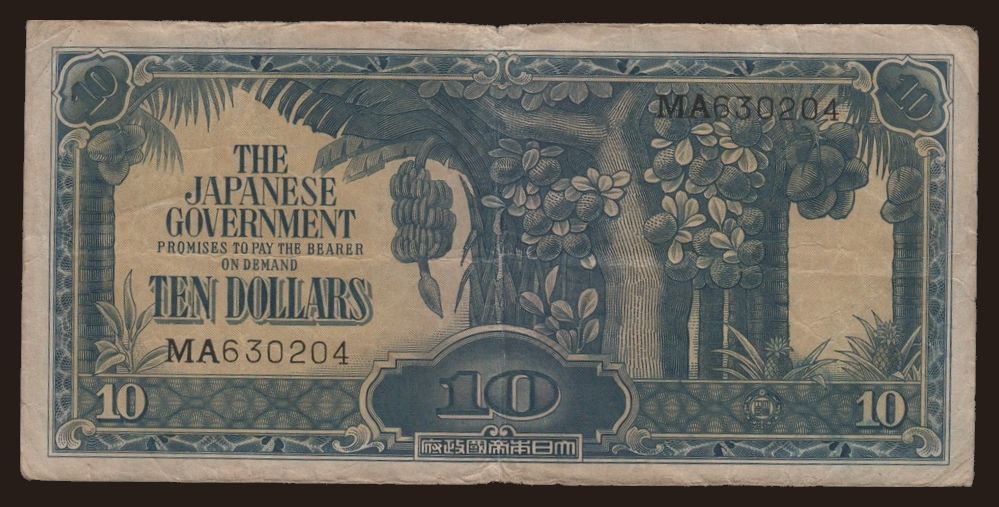 10
10
MA630204
THE
JAPANESE
GOVERNMENT
PROMISES TO PAY THE BEARER
ON DEMAND
TEN DOLLARS
MA630204
10
10
10
府政國帝本日大